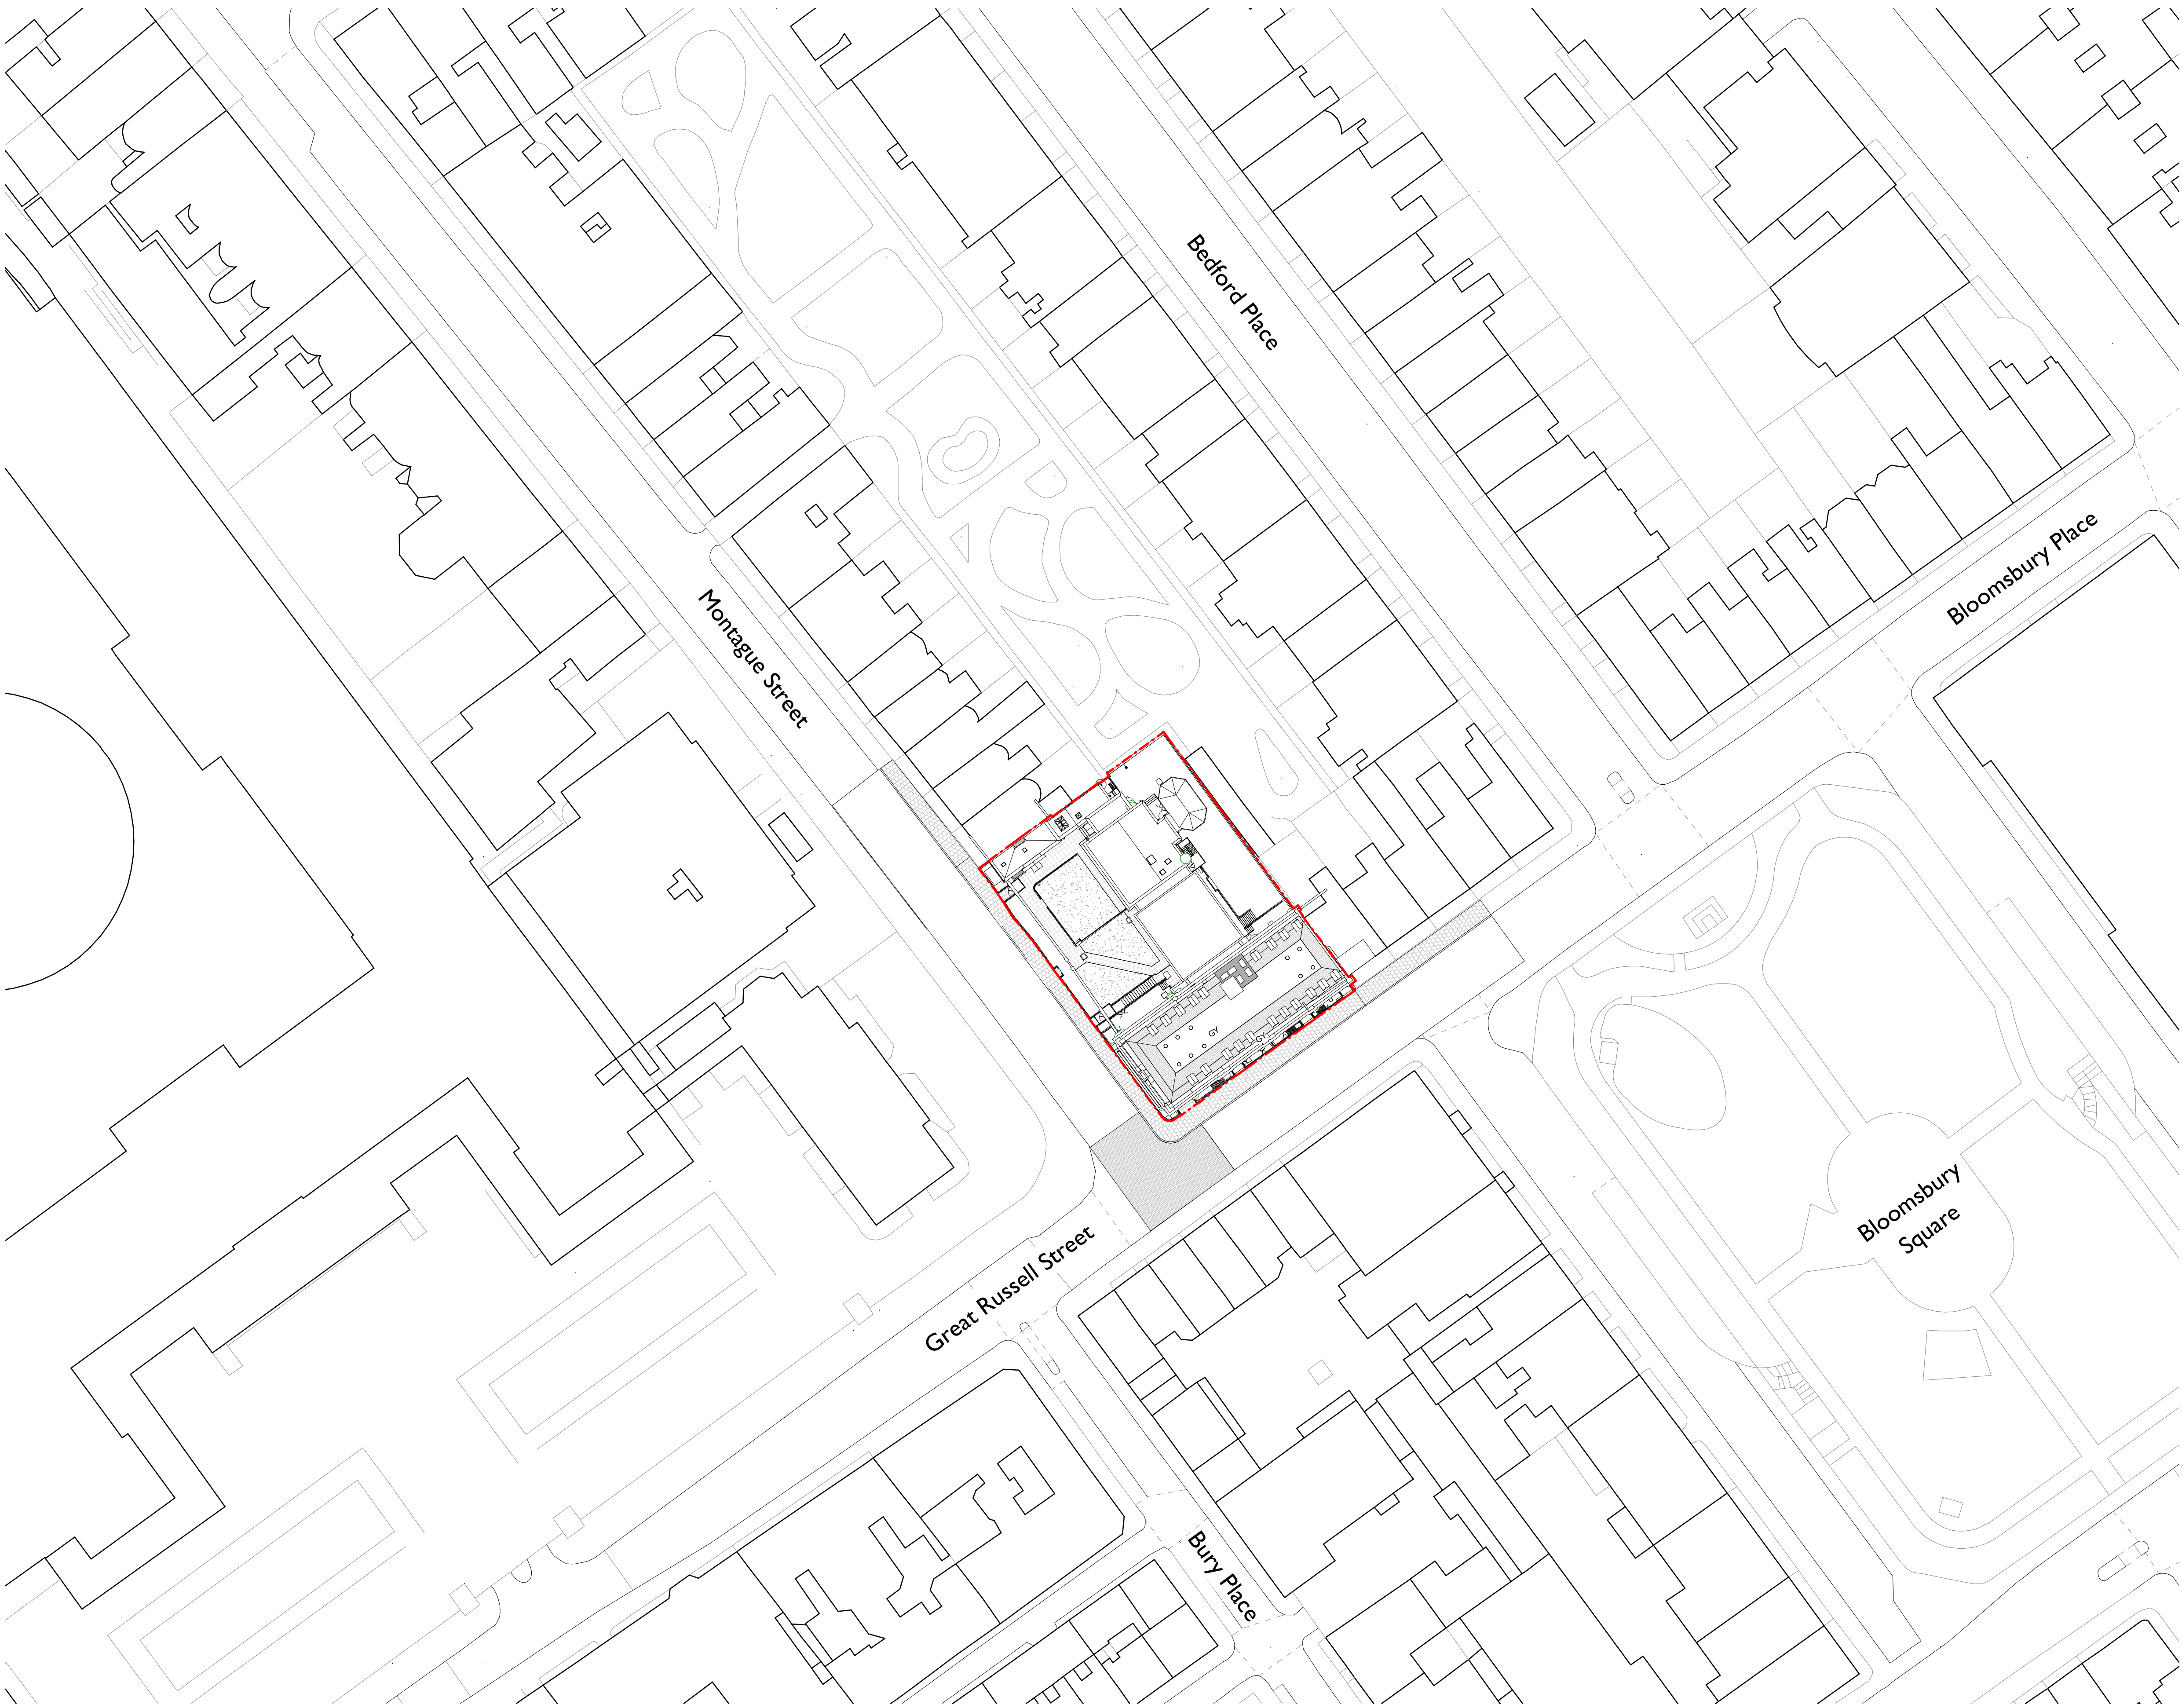 Bedford Place
Bloomsbury Place
Montague Street
GY
GY
Bloomsbury
Square
Great Russell Street
Bury Place